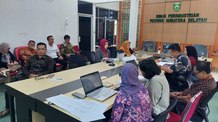 DINAS PERINDUSTRIAN
PROVINSI SUMATERA SELATAN